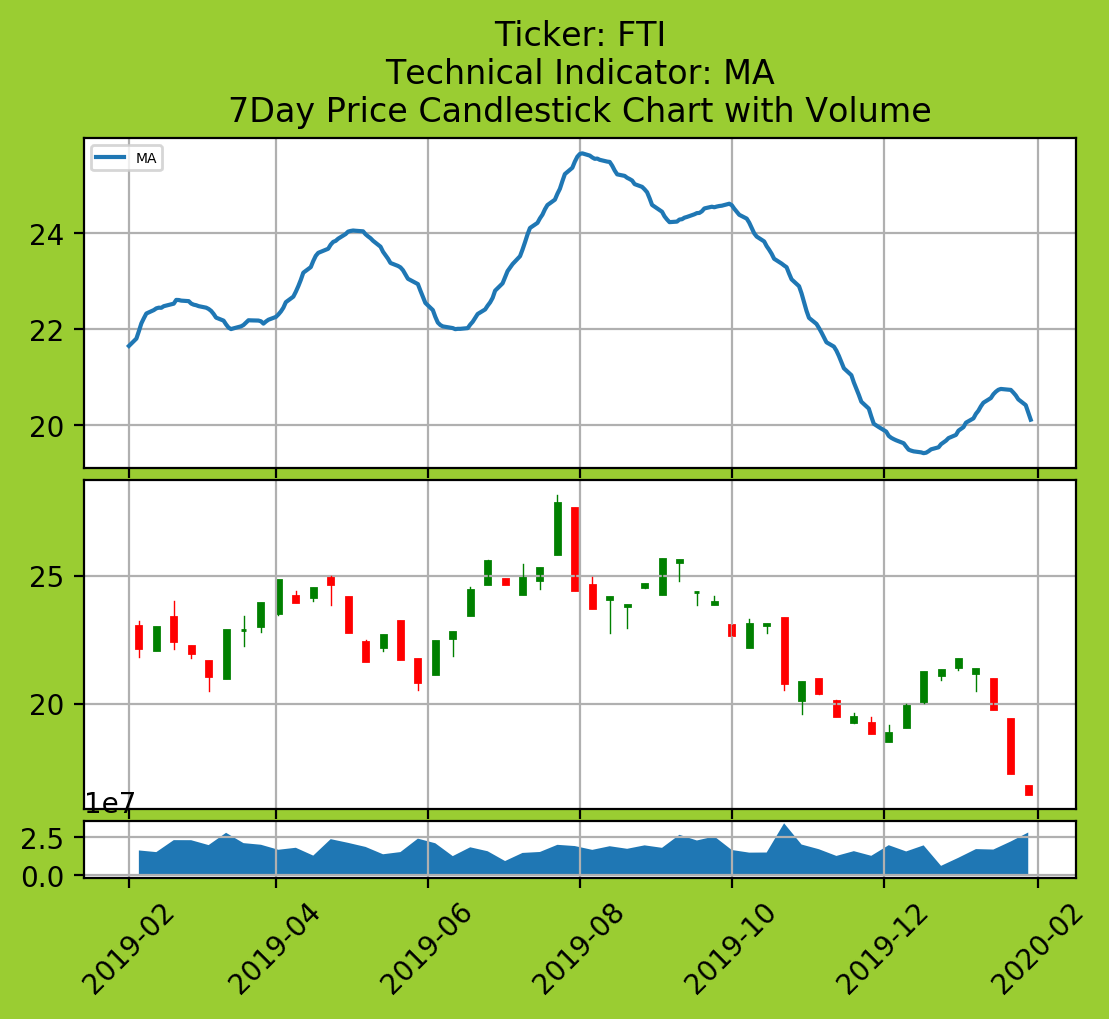 Ticker: FTI
Technical Indicator: MA
7Day Price Candlestick Chart with Volume
MA
24
22
20
25
20
1e7
2.5
0.0
2019-02
2019-04
2019-06
2019-08
2019-10
2019-12
2020-02